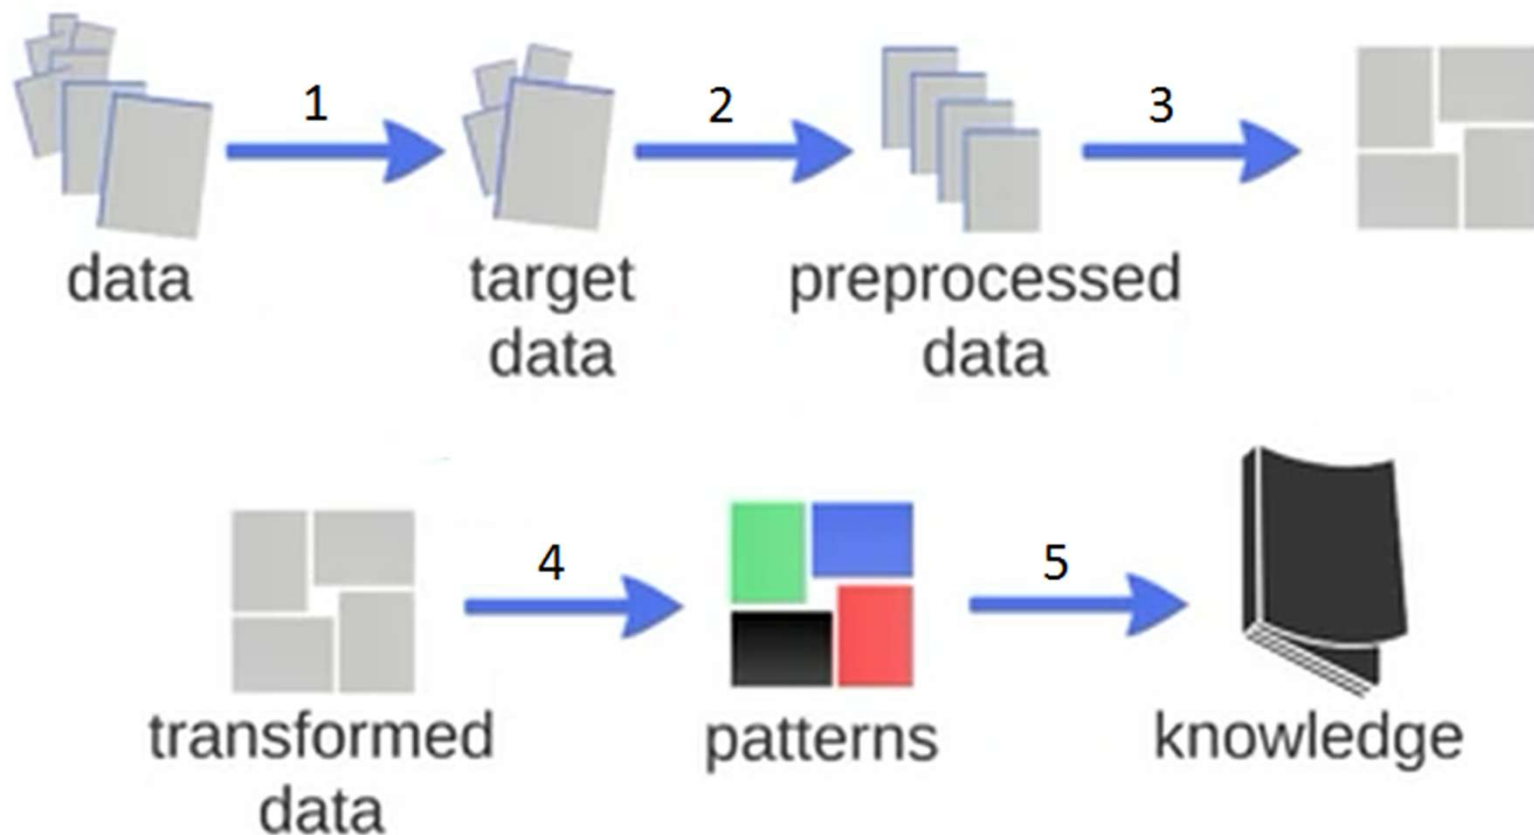 1
2
3
data
target
data
preprocessed
data
4
5
transformed
data
patterns
knowledge